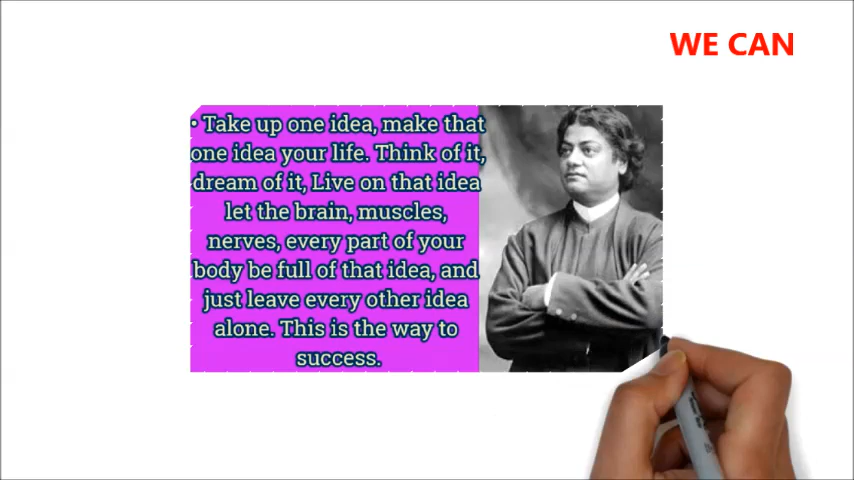 WE CAN
• Take up one idea, make that
one idea your life. Think of it,
dream of it, Live on that idea
let the brain, muscles,
nerves, every part of your
body be full of that idea, and
just leave every other idea
alone. This is the way to
success.